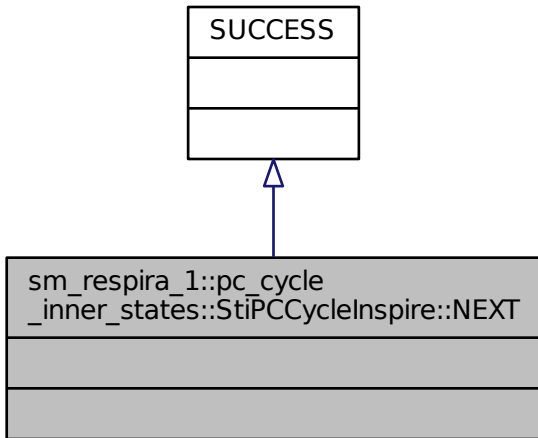 SUCCESS
sm_respira_1::pc_cycle
_inner_states::StiPCCycleInspire::NEXT